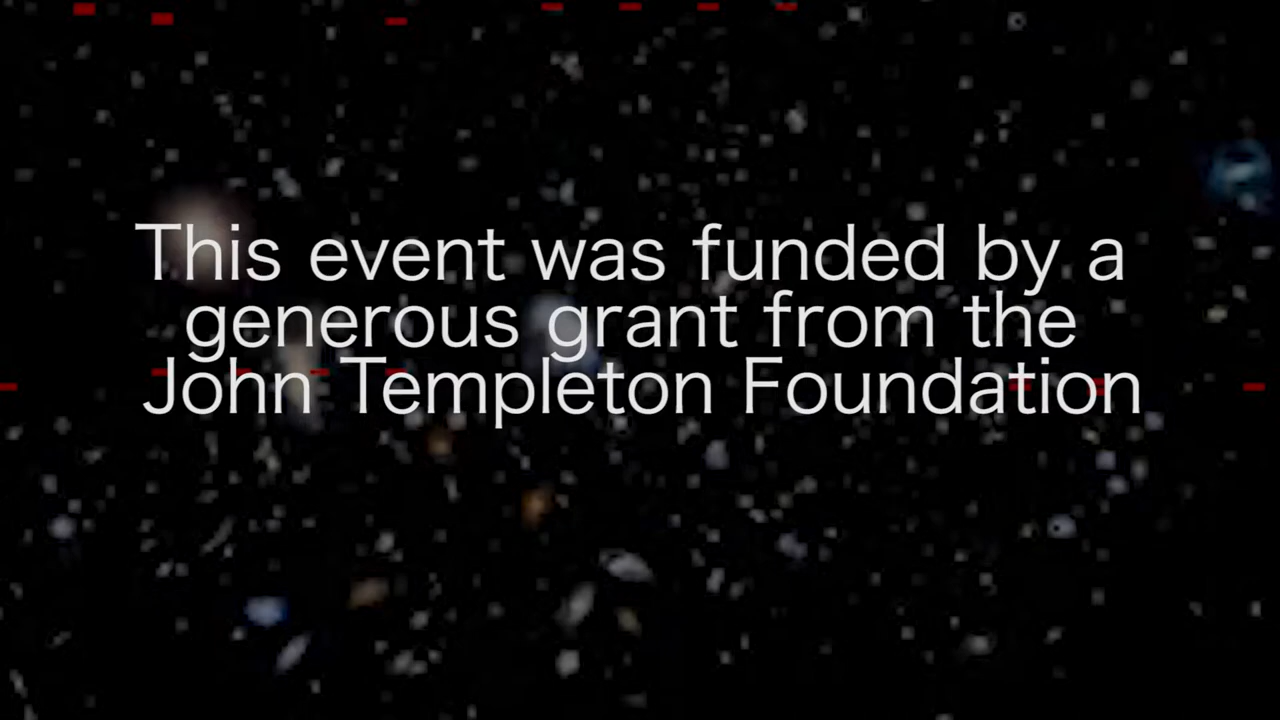 This event was funded by a
generous grant from the
John Templeton Foundation